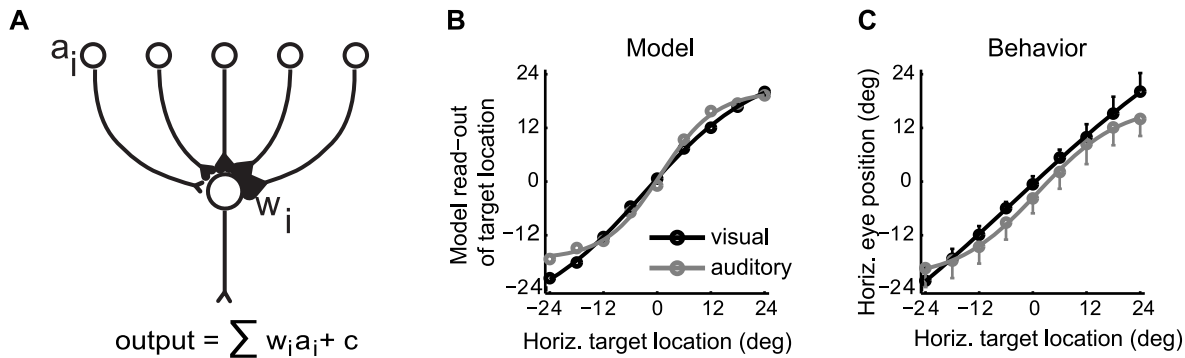 A
a_i
w_i
output = ∑ w_i a_i + c
B
Model
Model read-out
of target location
24
12
0
−12
−24
−24 −12 0 12 24
visual
auditory
Horiz. target location (deg)
C
Behavior
Horiz. eye position (deg)
24
12
0
−12
−24
−24 −12 0 12 24
Horiz. target location (deg)